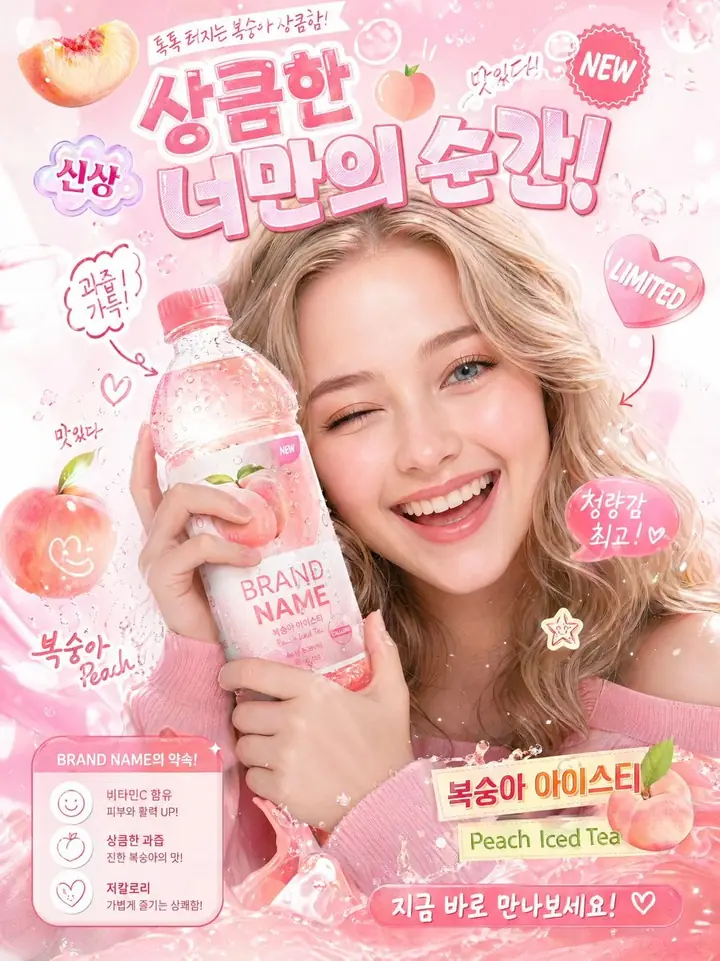 톡톡 터지는 복숭아 상큼함!
상큼한
너만의 순간!
맛있다!
NEW
신상
과즙!
가득!
LIMITED
맛있다
NEW
BRAND
NAME
복숭아 아이스티
Peach Iced Tea
청량감
최고!
복숭아
Peach
BRAND NAME의 약속!
비타민C 함유
피부와 활력 UP!
상큼한 과즙
진한 복숭아의 맛!
저칼로리
가볍게 즐기는 상쾌함!
복숭아 아이스티
Peach Iced Tea
지금 바로 만나보세요!